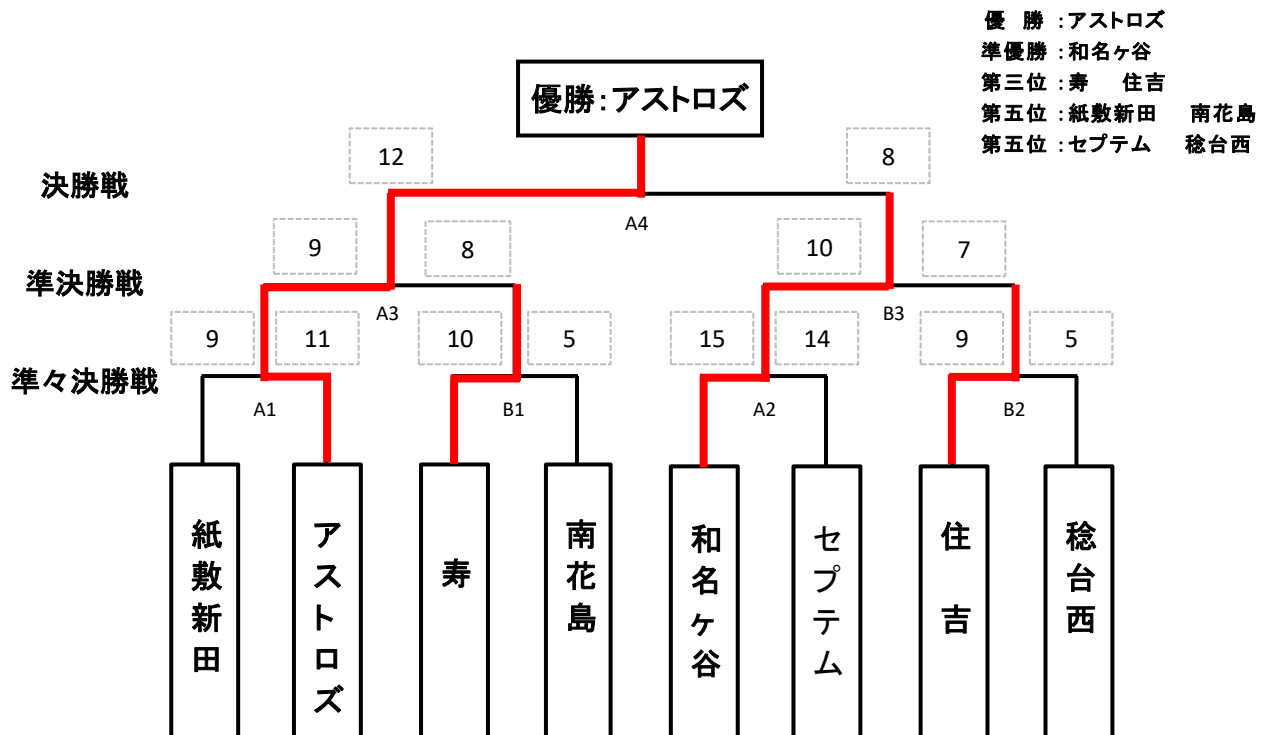 優 勝 :アストロズ
準優勝 :和名ヶ谷
第三位 :寿 住吉
第五位 :紙敷新田 南花島
第五位 :セプテム 稔台西
優勝:アストロズ
12 8
決勝戦
A4
9 8 10 7
準決勝戦
A3 B3
9 11 10 5 15 14 9 5
準々決勝戦
A1 B1 A2 B2
紙敷新田
アストロズ
寿
南花島
和名ヶ谷
セプテム
住吉
稔台西